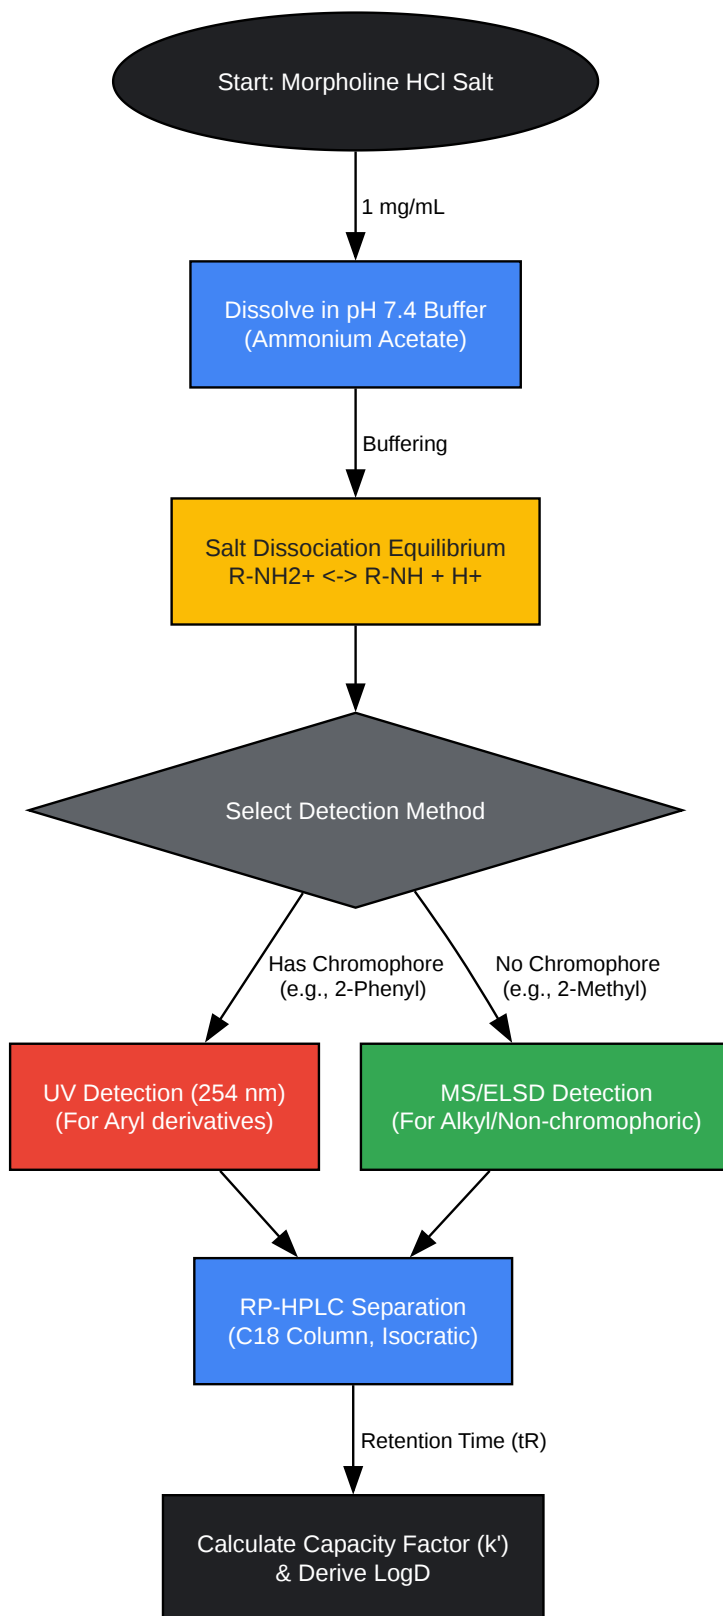 Start: Morpholine HCl Salt
1 mg/mL
Dissolve in pH 7.4 Buffer
(Ammonium Acetate)
Buffering
Salt Dissociation Equilibrium
R-NH2+ <-> R-NH + H+
Select Detection Method
Has Chromophore
(e.g., 2-Phenyl)
No Chromophore
(e.g., 2-Methyl)
UV Detection (254 nm)
(For Aryl derivatives)
MS/ELSD Detection
(For Alkyl/Non-chromophoric)
RP-HPLC Separation
(C18 Column, Isocratic)
Retention Time (tR)
Calculate Capacity Factor (k')
& Derive LogD